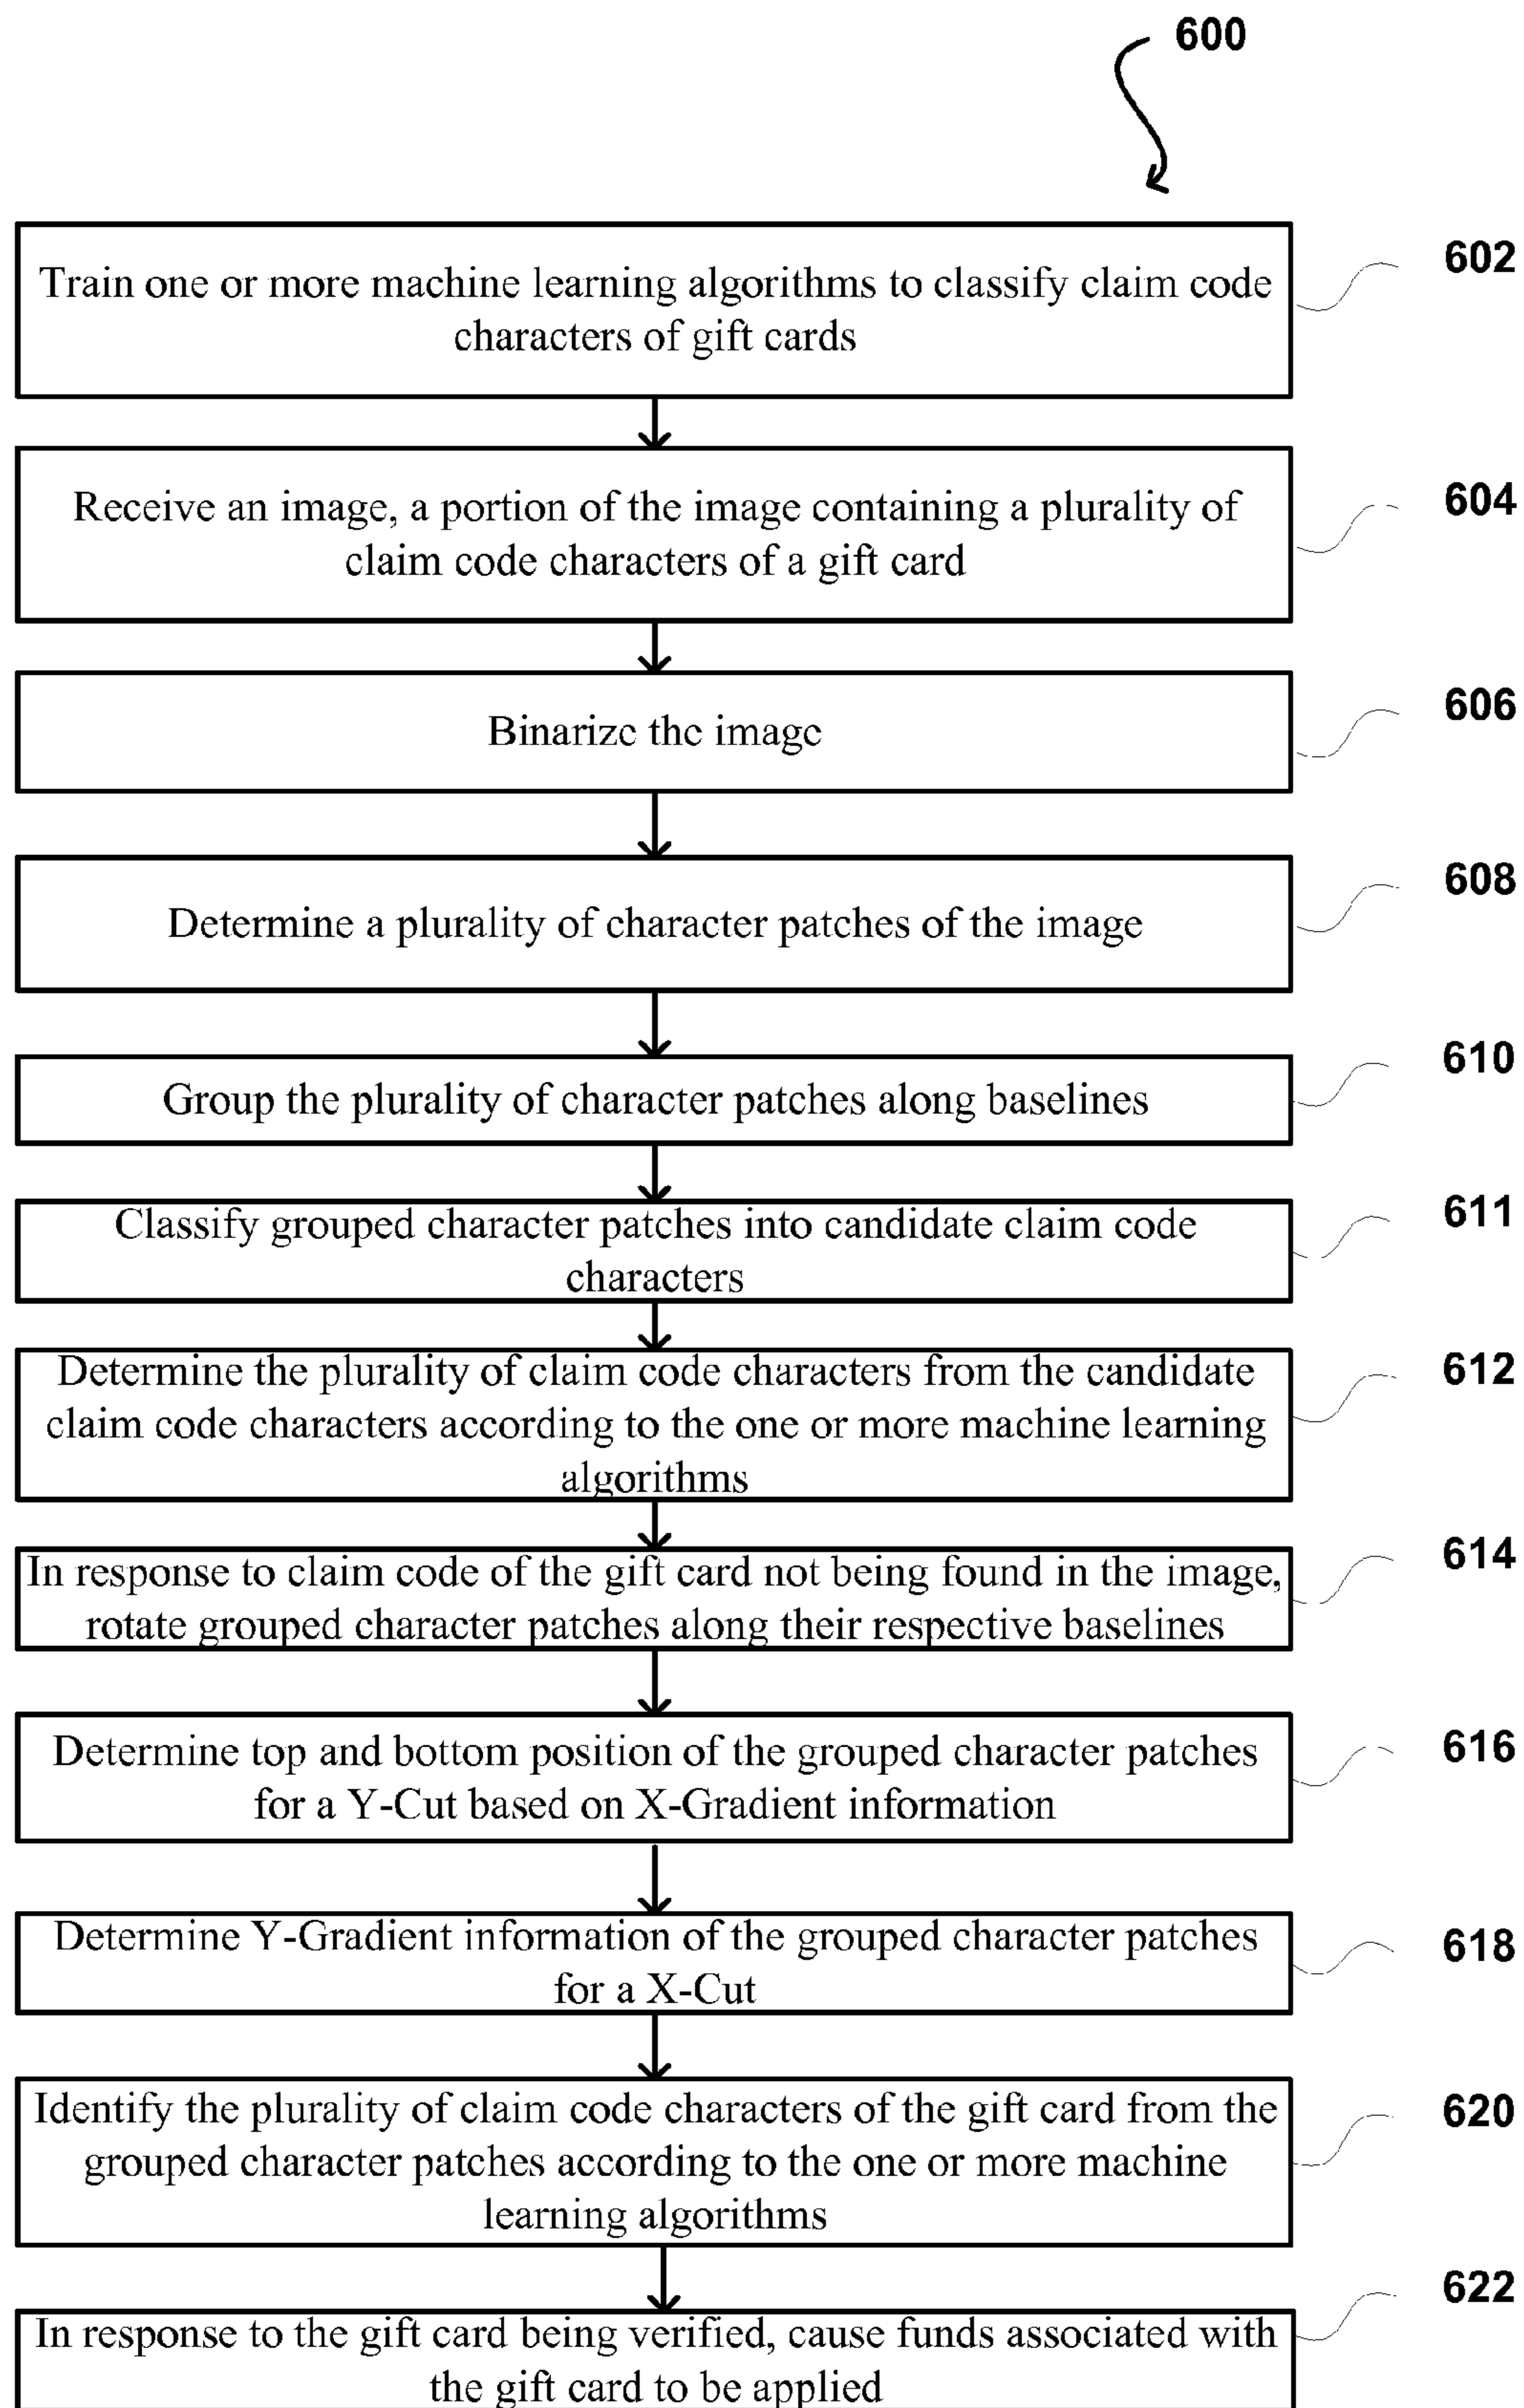 600
Train one or more machine learning algorithms to classify claim code
characters of gift cards
602
Receive an image, a portion of the image containing a plurality of
claim code characters of a gift card
604
Binarize the image
606
Determine a plurality of character patches of the image
608
Group the plurality of character patches along baselines
610
Classify grouped character patches into candidate claim code
characters
611
Determine the plurality of claim code characters from the candidate
claim code characters according to the one or more machine learning
algorithms
612
In response to claim code of the gift card not being found in the image,
rotate grouped character patches along their respective baselines
614
Determine top and bottom position of the grouped character patches
for a Y-Cut based on X-Gradient information
616
Determine Y-Gradient information of the grouped character patches
for a X-Cut
618
Identify the plurality of claim code characters of the gift card from the
grouped character patches according to the one or more machine
learning algorithms
620
In response to the gift card being verified, cause funds associated with
the gift card to be applied
622